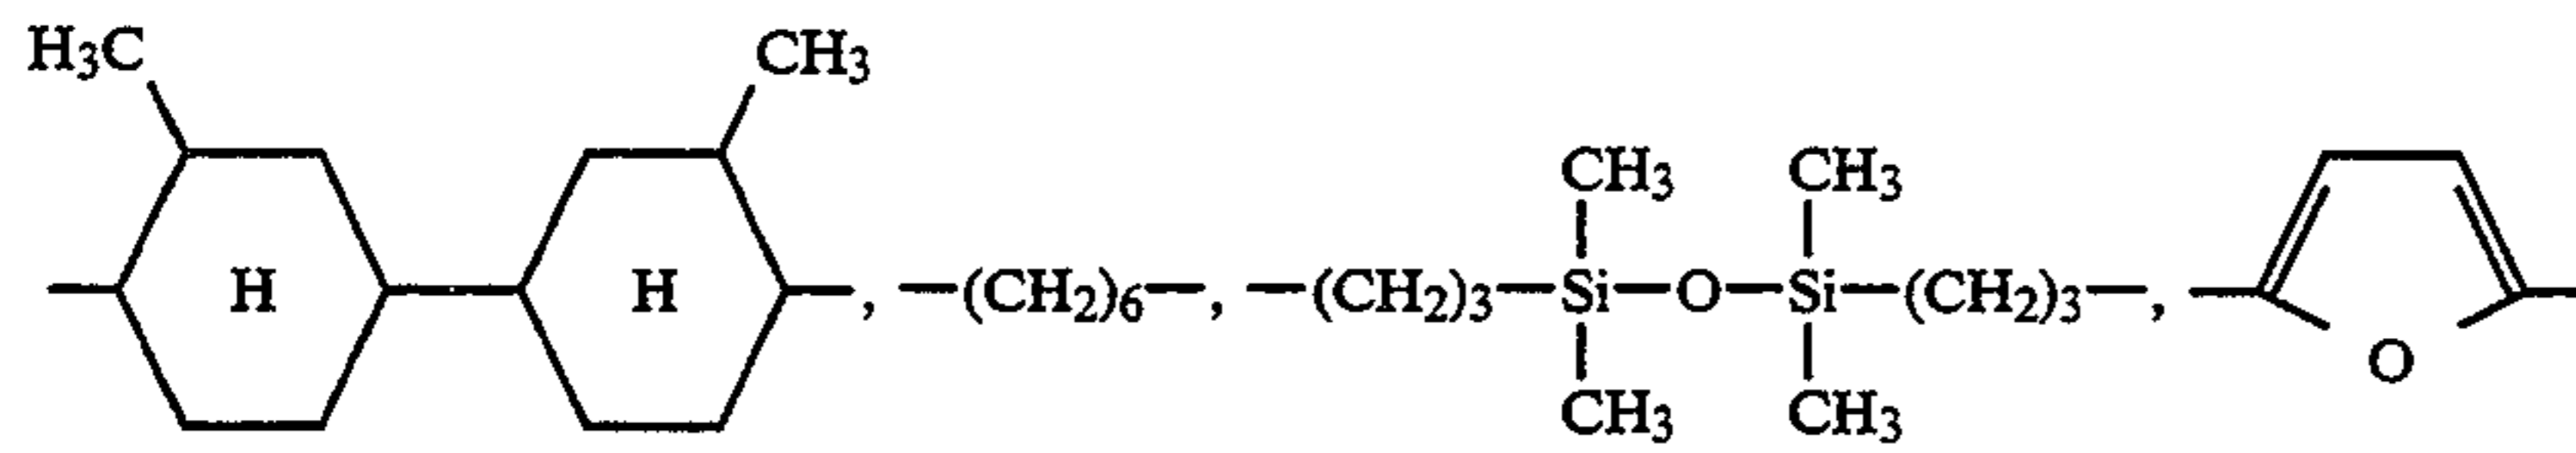 H₃C CH₃
CH₃ CH₃
H H , —(CH₂)₆— , —(CH₂)₃—Si—O—Si—(CH₂)₃— ,
O
CH₃ CH₃